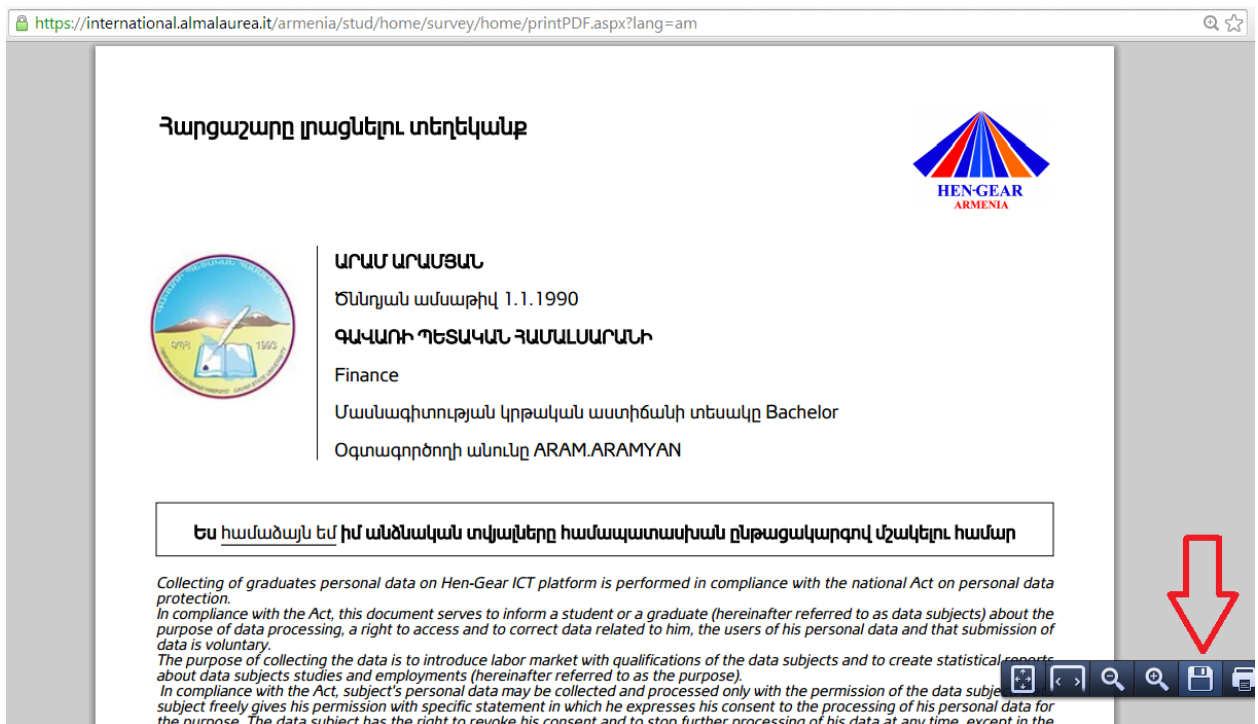 https://international.almalaurea.it/armenia/stud/home/survey/home/printPDF.aspx?lang=am
Հարցաշարը լրացնելու տեղեկանք
HEN-GEAR
ARMENIA
ԱՐԱՄ ԱՐԱՄՅԱՆ
Ծննդյան ամսաթիվ 1.1.1990
ԳԱՎԱՌԻ ՊԵՏԱԿԱՆ ՀԱՄԱԼՍԱՐԱՆԻ
1993
Finance
Մասնագիտության կրթական աստիճանի տեսակը Bachelor
Օգտագործողի անունը ARAM.ARAMYAN
Ես համաձայն եմ իմ անձնական տվյալները համապատասխան ընթացակարգով մշակելու համար
Collecting of graduates personal data on Hen-Gear ICT platform is performed in compliance with the national Act on personal data
protection.
In compliance with the Act, this document serves to inform a student or a graduate (hereinafter referred to as data subjects) about the
purpose of data processing, a right to access and to correct data related to him, the users of his personal data and that submission of
data is voluntary.
The purpose of collecting the data is to introduce labor market with qualifications of the data subjects and to create statistical reports
about data subjects studies and employments (hereinafter referred to as the purpose).
In compliance with the Act, subject's personal data may be collected and processed only with the permission of the data
subject freely gives his permission with specific statement in which he expresses his consent to the processing of his personal data for
the purpose. The data subject has the right to revoke his consent and to stop further processing of his data at any time, except in the